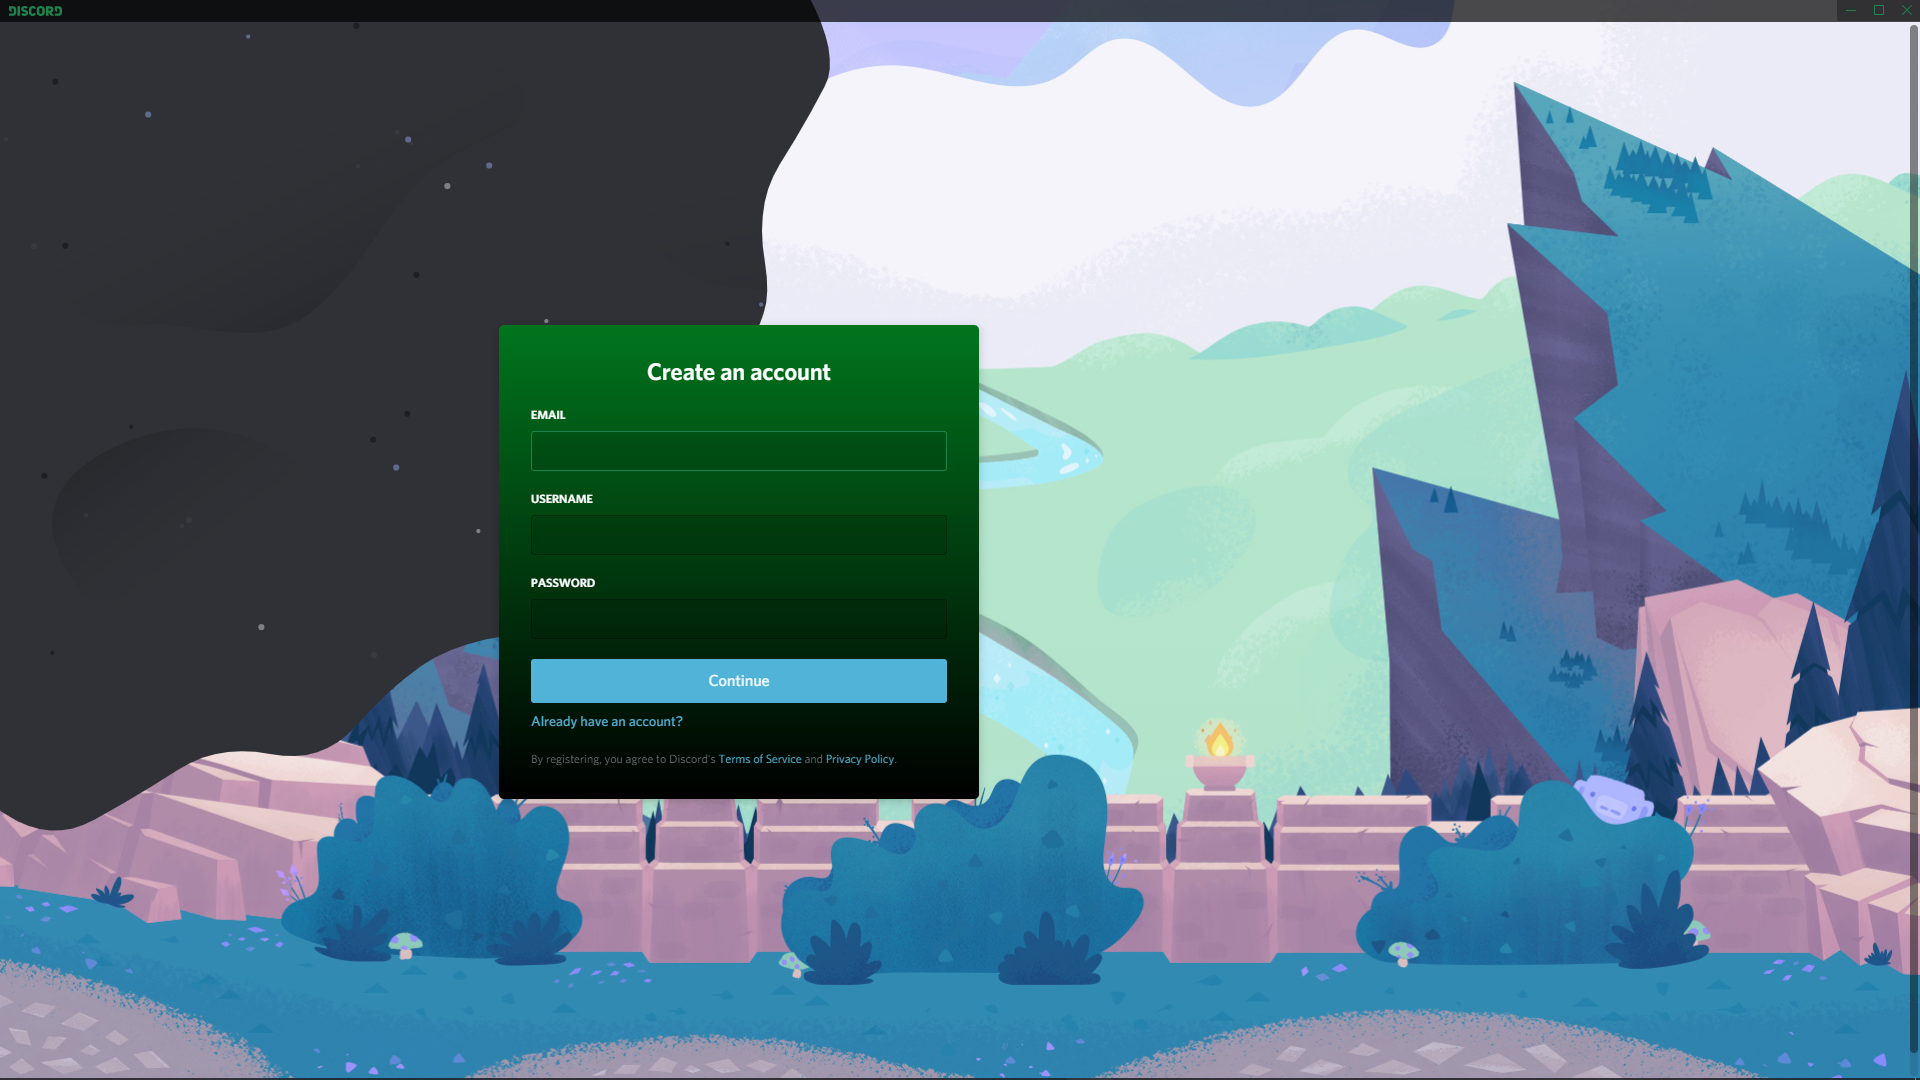 DISCORD
Create an account
EMAIL
USERNAME
PASSWORD
Continue
Already have an account?
By registering, you agree to Discord's Terms of Service and Privacy Policy.